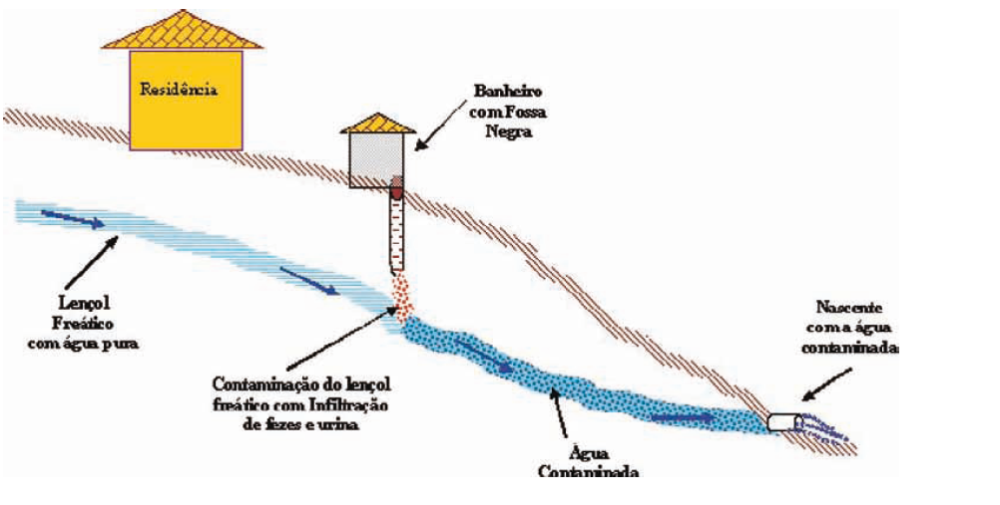 Residência
Banheiro
com Fossa
Negra
Lençol
Freático
com água pura
Contaminação do lençol
freático com Infiltração
de fezes e urina
Água
Contaminada
Nascente
com a água
contaminada